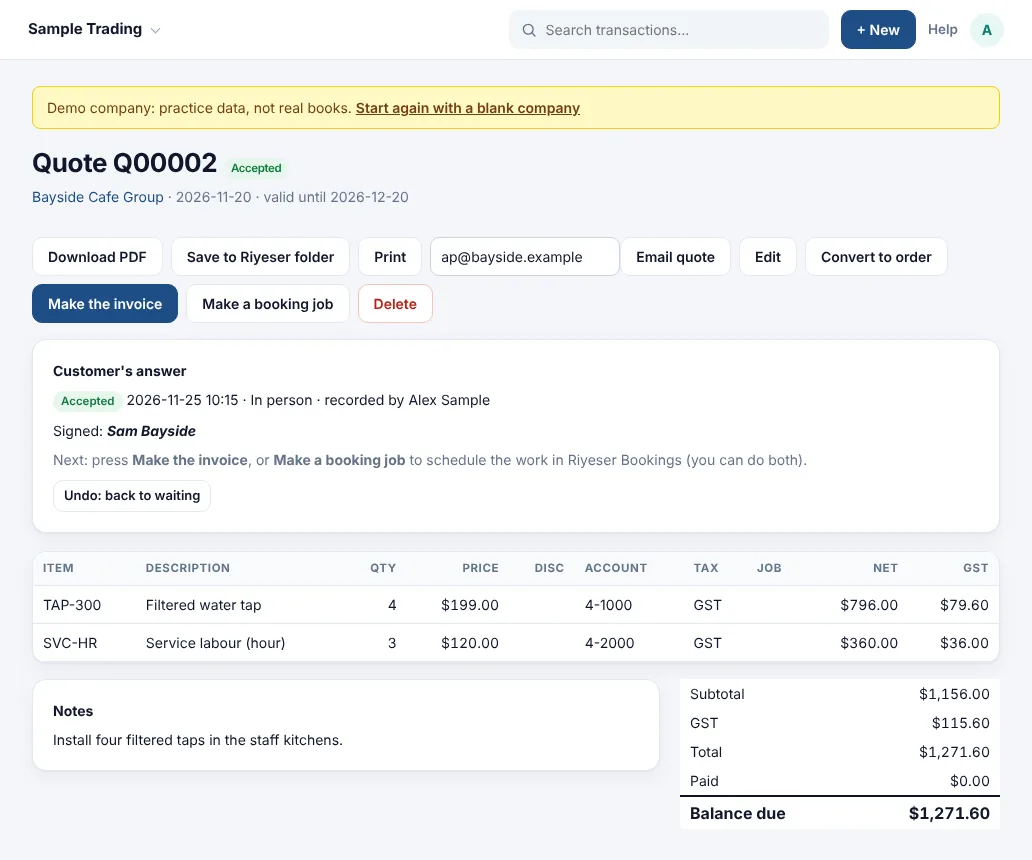 Sample Trading
Search transactions...
+ New
Help
A
Demo company: practice data, not real books. Start again with a blank company
Quote Q00002 Accepted
Bayside Cafe Group · 2026-11-20 · valid until 2026-12-20
Download PDF Save to Riyeser folder Print ap@bayside.example Email quote Edit Convert to order
Make the invoice Make a booking job Delete
Customer's answer
Accepted 2026-11-25 10:15 · In person · recorded by Alex Sample
Signed: Sam Bayside
Next: press Make the invoice, or Make a booking job to schedule the work in Riyeser Bookings (you can do both).
Undo: back to waiting
ITEM DESCRIPTION QTY PRICE DISC ACCOUNT TAX JOB NET GST
TAP-300 Filtered water tap 4 $199.00 4-1000 GST $796.00 $79.60
SVC-HR Service labour (hour) 3 $120.00 4-2000 GST $360.00 $36.00
Notes
Install four filtered taps in the staff kitchens.
Subtotal $1,156.00
GST $115.60
Total $1,271.60
Paid $0.00
Balance due $1,271.60